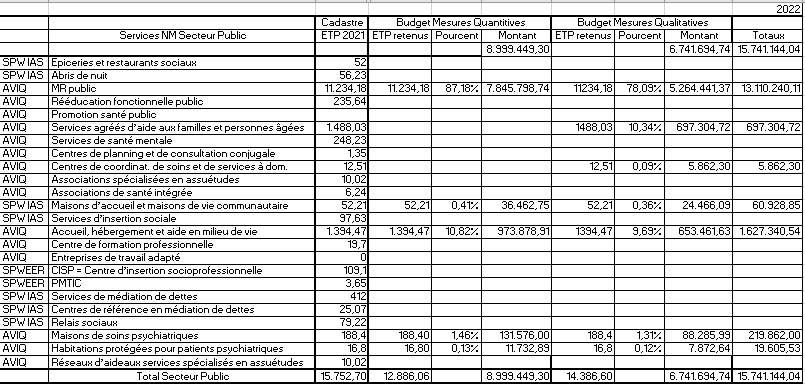 2022
Cadastre Budget Mesures Quantitives Budget Mesures Qualitatives
Services NM Secteur Public ETP 2021 ETP retenus Pourcent Montant ETP retenus Pourcent Montant Totaux
8.999.449,30 6.741.694,74 15.741.144,04
SPW IAS Epiceries et restaurants sociaux 52
SPW IAS Abris de nuit 56,23
AVIQ MR public 11.234,18 11.234,18 87,18% 7.845.798,74 11234,18 78,09% 5.264.441,37 13.110.240,11
AVIQ Rééducation fonctionnelle public 235,64
AVIQ Promotion santé public
AVIQ Services agréés d'aide aux familles et personnes âgées 1.488,03 1488,03 10,34% 697.304,72 697.304,72
AVIQ Services de santé mentale 248,23
AVIQ Centres de planning et de consultation conjugale 1,35
AVIQ Centres de coordinat. de soins et de services à dom. 12,51 12,51 0,09% 5.862,30 5.862,30
AVIQ Associations spécialisées en assuétudes 10,02
AVIQ Associations de santé intégrée 6,24
SPW IAS Maisons d'accueil et maisons de vie communautaire 52,21 52,21 0,41% 36.462,75 52,21 0,36% 24.466,09 60.928,85
SPW IAS Services d'insertion sociale 97,63
AVIQ Accueil, hébergement et aide en milieu de vie 1.394,47 1.394,47 10,82% 973.878,91 1394,47 9,69% 653.461,63 1.627.340,54
AVIQ Centre de formation professionnelle 19,7
AVIQ Entreprises de travail adapté 0
SPWEER CISP = Centre d'insertion socioprofessionnelle 109,1
SPWEER PMTIC 3,65
SPW IAS Services de médiation de dettes 412
SPW IAS Centres de référence en médiation de dettes 25,07
SPW IAS Relais sociaux 79,22
AVIQ Maisons de soins psychiatriques 188,4 188,40 1,46% 131.576,00 188,4 1,31% 88.285,99 219.862,00
AVIQ Habitations protégées pour patients psychiatriques 16,8 16,80 0,13% 11.732,89 16,8 0,12% 7.872,64 19.605,53
AVIQ Réseaux d'aideaux services spécialisés en assuétudes 10,02
Total Secteur Public 15.752,70 12.886,06 8.999.449,30 14.386,60 6.741.694,74 15.741.144,04